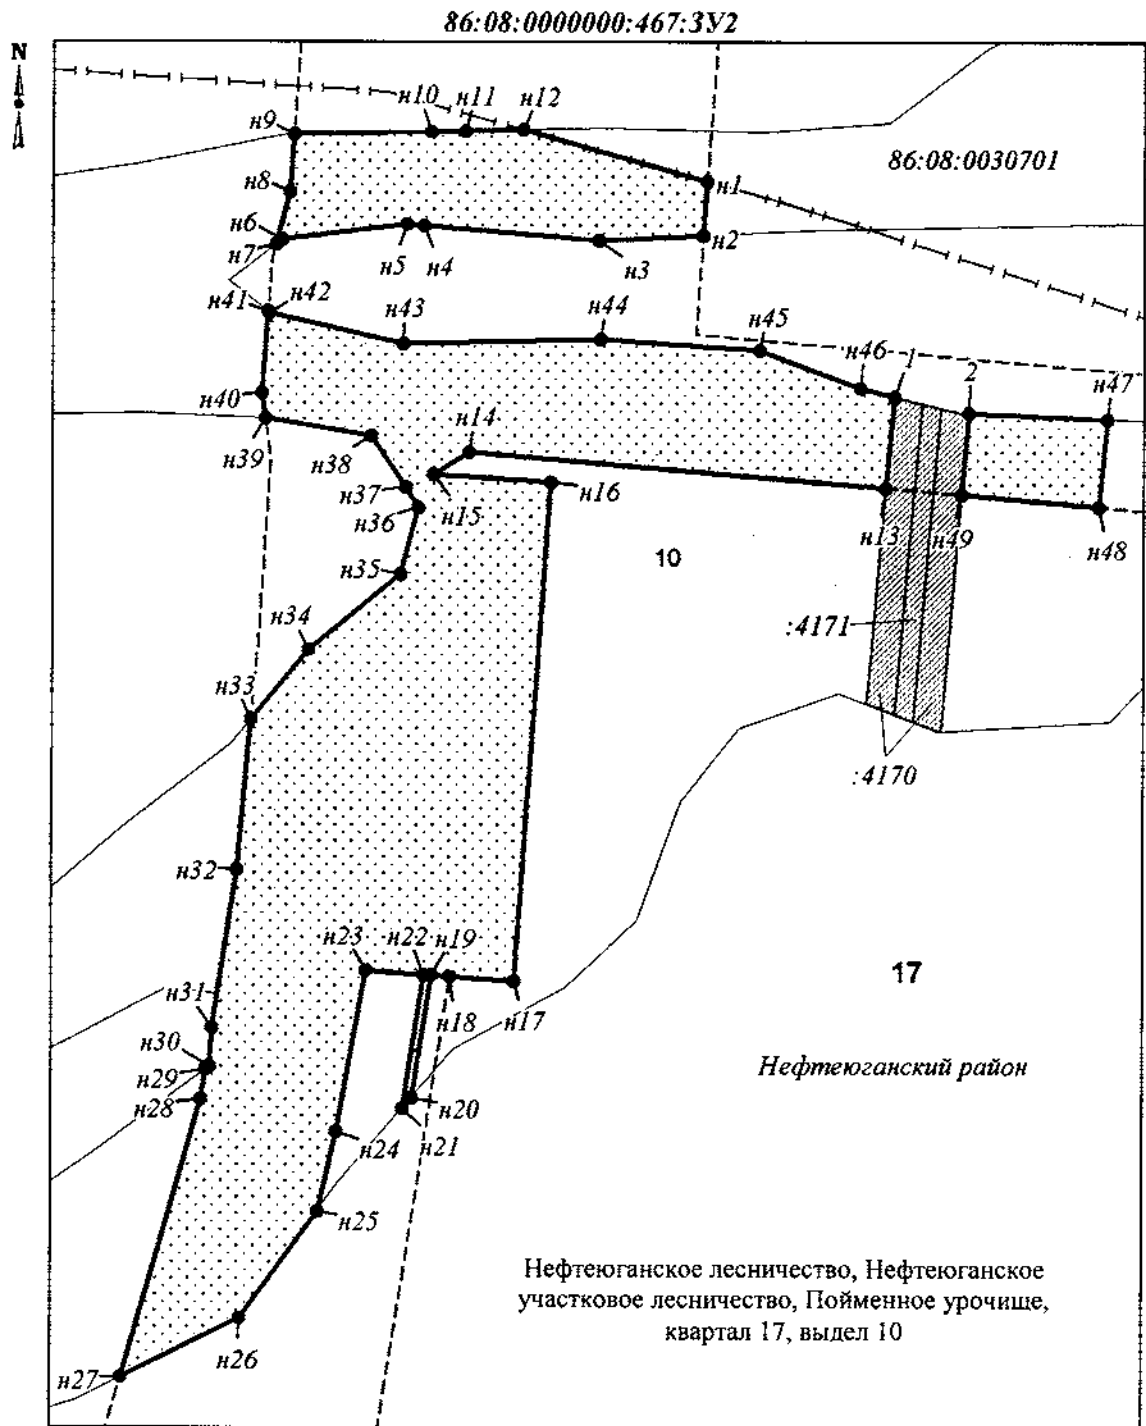 86:08:0000000:467:ЗУ2
N
н10
н11
н12
н9
86:08:0030701
н8
н1
н6
н7
н5
н4
н3
н2
н41
н42
н43
н44
н45
н46
1
2
н47
н40
н39
н14
н38
н37
н36
н15
н16
н13
н49
н48
н35
10
н34
:4171
н33
:4170
н32
н23
н22
н19
17
н18
н17
н31
н30
н29
н28
Нефтеюганский район
н20
н21
н24
н25
Нефтеюганское лесничество, Нефтеюганское
участковое лесничество, Пойменное урочище,
квартал 17, выдел 10
н26
н27